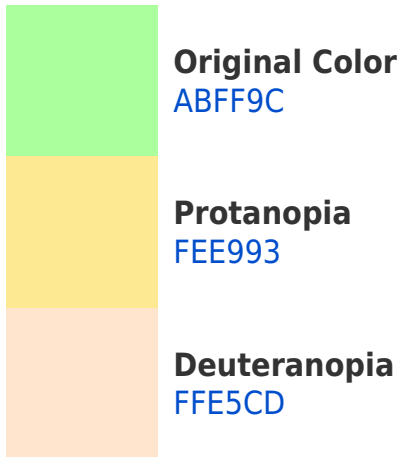 Original Color
ABFF9C
Protanopia
FEE993
Deuteranopia
FFE5CD